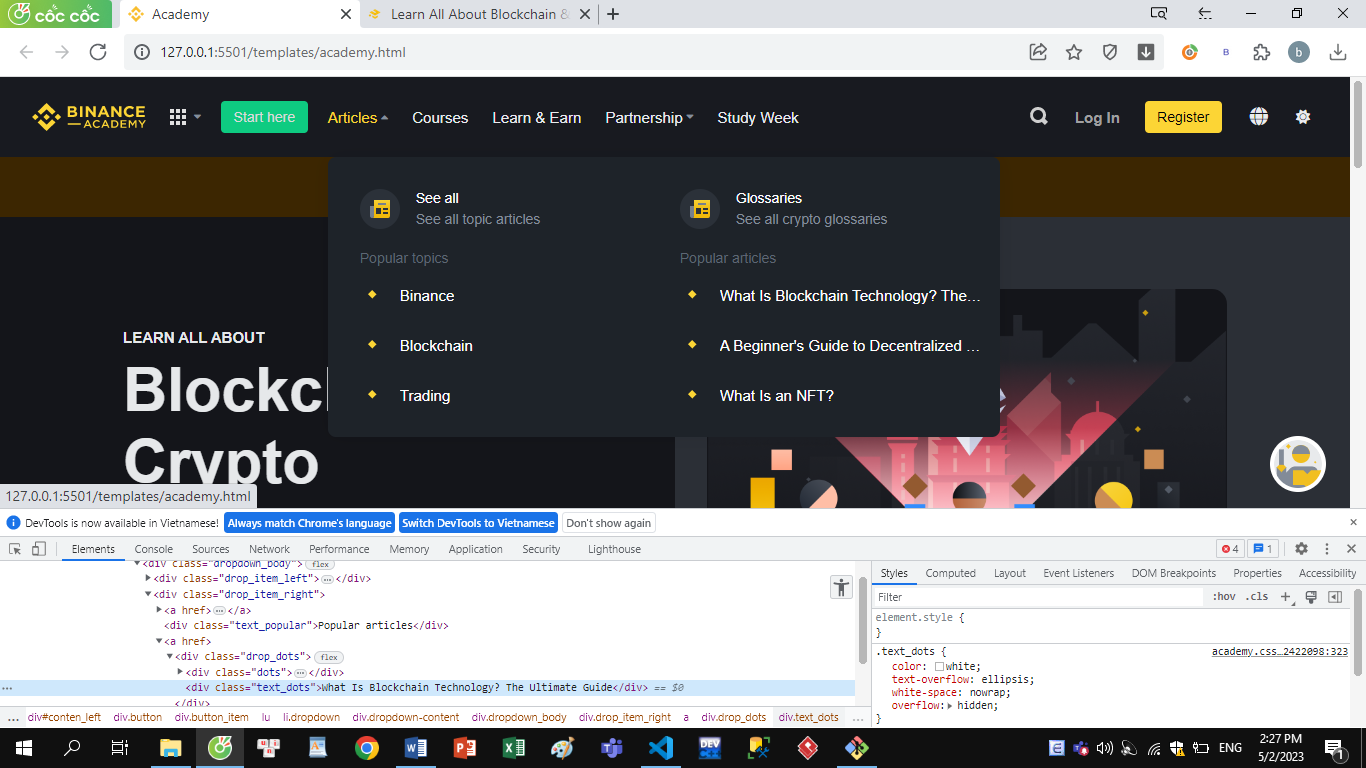 cốc cốc
Academy
Learn All About Blockchain &
127.0.0.1:5501/templates/academy.html
B
b
BINANCE
ACADEMY
Start here
Articles
Courses
Learn & Earn
Partnership
Study Week
Log In
Register
See all
See all topic articles
Glossaries
See all crypto glossaries
Popular topics
Popular articles
Binance
What Is Blockchain Technology? The...
Blockchain
A Beginner's Guide to Decentralized ...
Trading
What Is an NFT?
LEARN ALL ABOUT
Blockch
Crypto
127.0.0.1:5501/templates/academy.html
DevTools is now available in Vietnamese!
Always match Chrome's language
Switch DevTools to Vietnamese
Don't show again
Elements
Console
Sources
Network
Performance
Memory
Application
Security
Lighthouse
4
1
<div class="dropdown_body"> flex
<div class="drop_item_left"> … </div>
<div class="drop_item_right">
<a href> … </a>
<div class="text_popular">Popular articles</div>
<a href>
<div class="drop_dots"> flex
<div class="dots"> … </div>
<div class="text_dots">What Is Blockchain Technology? The Ultimate Guide</div> == $0
</div>
... div#conten_left div.button div.button_item lu li.dropdown div.dropdown-content div.dropdown_body div.drop_item_right a div.drop_dots div.text_dots ...
Styles
Computed
Layout
Event Listeners
DOM Breakpoints
Properties
Accessibility
Filter
:hov .cls +
element.style {
}
.text_dots {
academy.css…2422098:323
color: white;
text-overflow: ellipsis;
white-space: nowrap;
overflow: hidden;
}
DEV
ENG
2:27 PM
5/2/2023
1